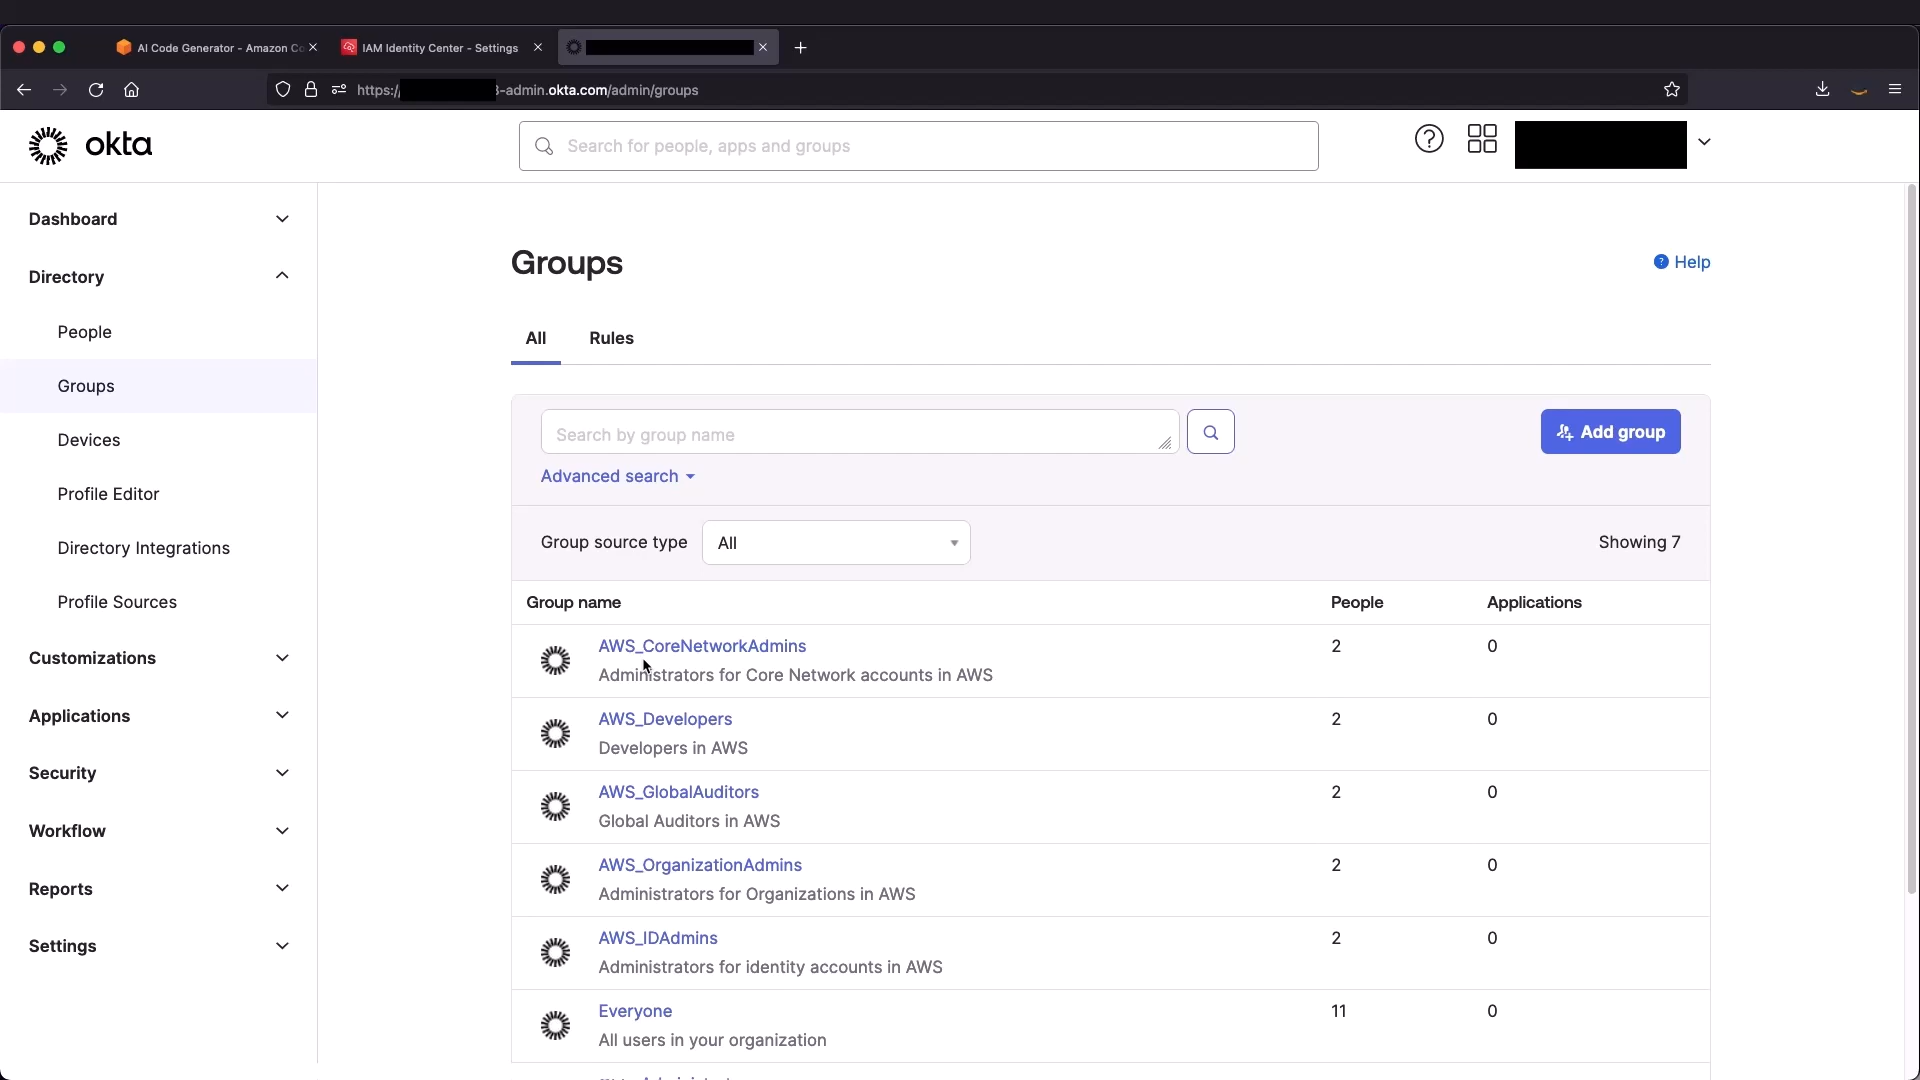 AI Code Generator - Amazon Co
IAM Identity Center - Settings
https:/ 3-admin.okta.com/admin/groups
okta
Search for people, apps and groups
Dashboard
Directory
People
Groups
Devices
Profile Editor
Directory Integrations
Profile Sources
Customizations
Applications
Security
Workflow
Reports
Settings
Groups
Help
All Rules
Search by group name
Add group
Advanced search
Group source type All Showing 7
Group name People Applications
AWS_CoreNetworkAdmins 2 0
Administrators for Core Network accounts in AWS
AWS_Developers 2 0
Developers in AWS
AWS_GlobalAuditors 2 0
Global Auditors in AWS
AWS_OrganizationAdmins 2 0
Administrators for Organizations in AWS
AWS_IDAdmins 2 0
Administrators for identity accounts in AWS
Everyone 11 0
All users in your organization